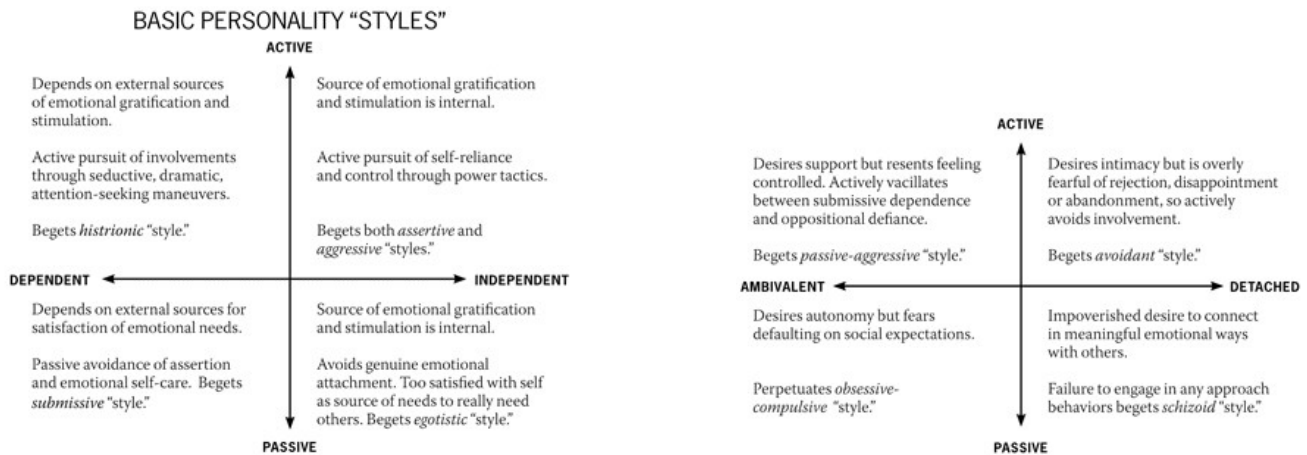 BASIC PERSONALITY “STYLES”
ACTIVE
Depends on external sources
of emotional gratification and
stimulation.
Active pursuit of involvements
through seductive, dramatic,
attention-seeking maneuvers.
Begets histrionic “style.”
Source of emotional gratification
and stimulation is internal.
Active pursuit of self-reliance
and control through power tactics.
Begets both assertive and
aggressive “styles.”
DEPENDENT
INDEPENDENT
Depends on external sources for
satisfaction of emotional needs.
Passive avoidance of assertion
and emotional self-care. Begets
submissive “style.”
Source of emotional gratification
and stimulation is internal.
Avoids genuine emotional
attachment. Too satisfied with self
as source of needs to really need
others. Begets egotistic “style.”
PASSIVE
ACTIVE
Desires support but resents feeling
controlled. Actively vacillates
between submissive dependence
and oppositional defiance.
Begets passive-aggressive “style.”
Desires intimacy but is overly
fearful of rejection, disappointment
or abandonment, so actively
avoids involvement.
Begets avoidant “style.”
AMBIVALENT
DETACHED
Desires autonomy but fears
defaulting on social expectations.
Perpetuates obsessive-
compulsive “style.”
Impoverished desire to connect
in meaningful emotional ways
with others.
Failure to engage in any approach
behaviors begets schizoid “style.”
PASSIVE